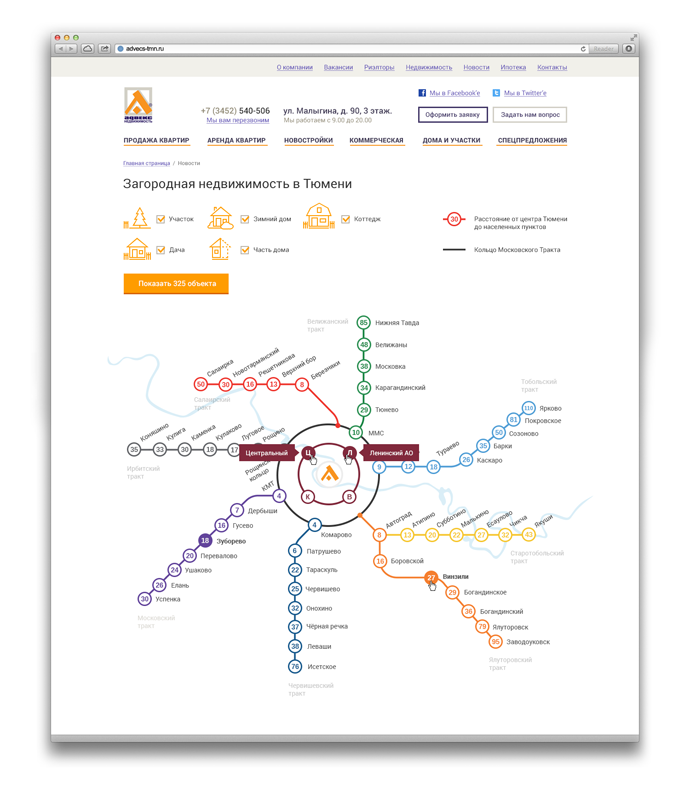 advecs-tmn.ru
Reader
О компании Вакансии Риэлторы Недвижимость Новости Ипотека Контакты
АДВЕКС
НЕДВИЖИМОСТЬ
+7 (3452) 540-506
Мы вам перезвоним
ул. Малыгина, д. 90, 3 этаж.
Мы работаем с 9.00 до 20.00
Мы в Facebook'e
Мы в Twitter'e
Оформить заявку
Задать нам вопрос
ПРОДАЖА КВАРТИР АРЕНДА КВАРТИР НОВОСТРОЙКИ КОММЕРЧЕСКАЯ ДОМА И УЧАСТКИ СПЕЦПРЕДЛОЖЕНИЯ
Главная страница / Новости
Загородная недвижимость в Тюмени
Участок
Зимний дом
Коттедж
Дача
Часть дома
30
Расстояние от центра Тюмени
до населенных пунктов
Кольцо Московского Тракта
Показать 325 объекта
Велижанский
тракт
85 Нижняя Тавда
48 Велижаны
38 Московка
34 Карагандинский
29 Тюнево
10 ММС
50 Салаирка
30 Новотарманский
16 Решетникова
13 Верхний бор
8 Березняки
Салаирский
тракт
Тобольский
тракт
110 Ярково
81 Покровское
50 Созоново
35 Барки
26 Каскаро
18 Тураево
12
9
35 Коняшино
33 Кулига
30 Каменка
18 Кулаково
17 Луговое
Рощино
Рощинское
кольцо
Ирбитский
тракт
Центральный
Ц
Л
Ленинский АО
К
В
КМТ
4
7 Дербыши
16 Гусево
18 Зуборево
20 Перевалово
24 Ушаково
26 Елань
30 Успенка
Московский
тракт
4 Комарово
6 Патрушево
22 Тараскуль
25 Червишево
32 Онохино
37 Чёрная речка
38 Леваши
76 Исетское
Червишевский
тракт
8 Автоград
13 Атипино
20 Субботино
22 Малькино
27 Есаулово
32 Чикча
41 Якуши
Старотобольский
тракт
16 Боровской
27 Винзили
29 Богандинское
36 Богандинский
79 Ялуторовск
95 Заводоуковск
Ялуторовский
тракт